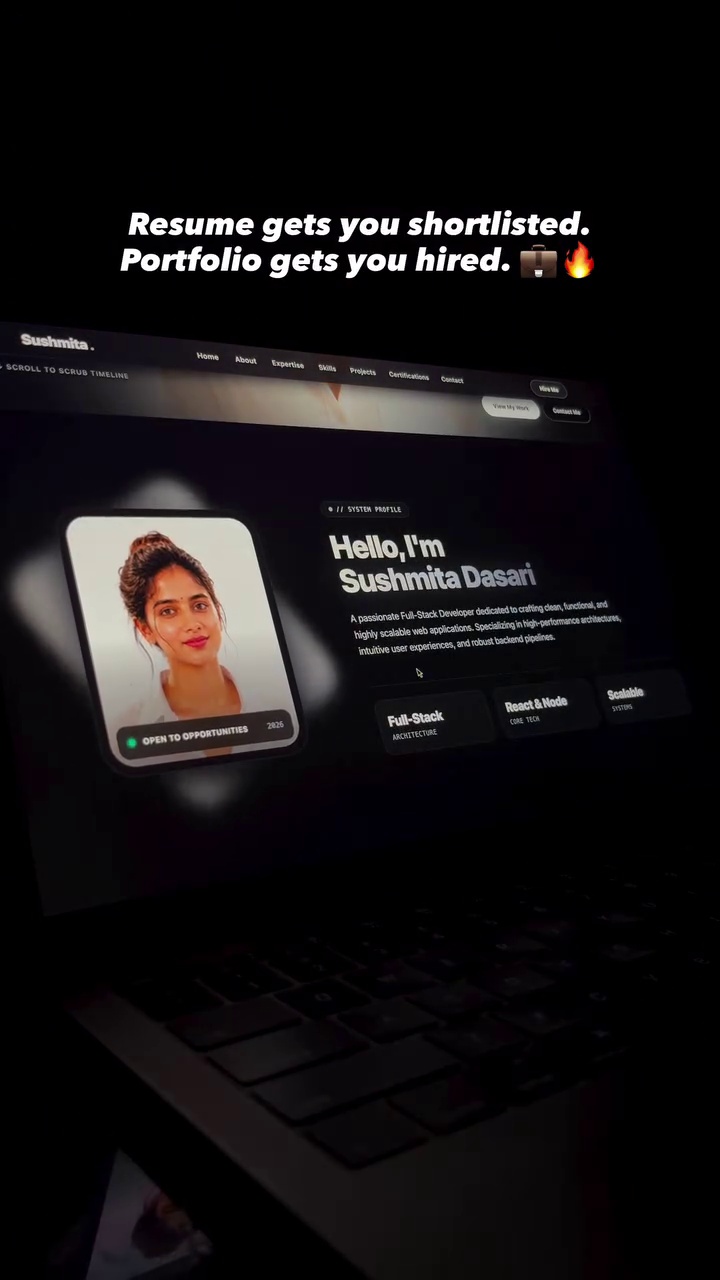 Resume gets you shortlisted.
Portfolio gets you hired. 💼🔥
Sushmita.
Home About Expertise Skills Projects Certifications Contact
Hire Me
SCROLL TO SCRUB TIMELINE
View My Work
Contact Me
// SYSTEM PROFILE
Hello, I'm
Sushmita Dasari
A passionate Full-Stack Developer dedicated to crafting clean, functional, and
highly scalable web applications. Specializing in high-performance architectures,
intuitive user experiences, and robust backend pipelines.
OPEN TO OPPORTUNITIES 2026
Full-Stack
ARCHITECTURE
React & Node
CORE TECH
Scalable
SYSTEMS